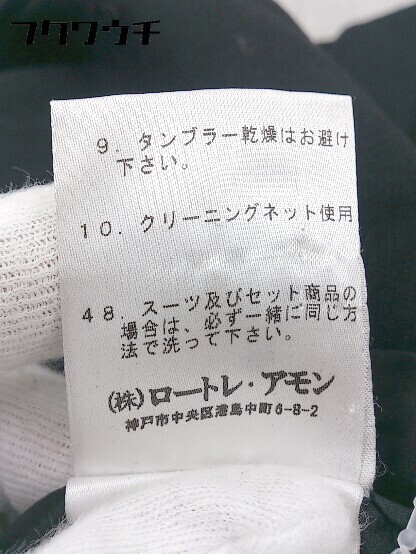 フクワウチ
9. タンブラー乾燥はお避け
下さい。
10. クリーニングネット使用
48. スーツ及びセット商品の
場合は、必ず一緒に同じ方
法で洗って下さい。
(株)ロートレ・アモン
神戸市中央区港島中町6-8-2